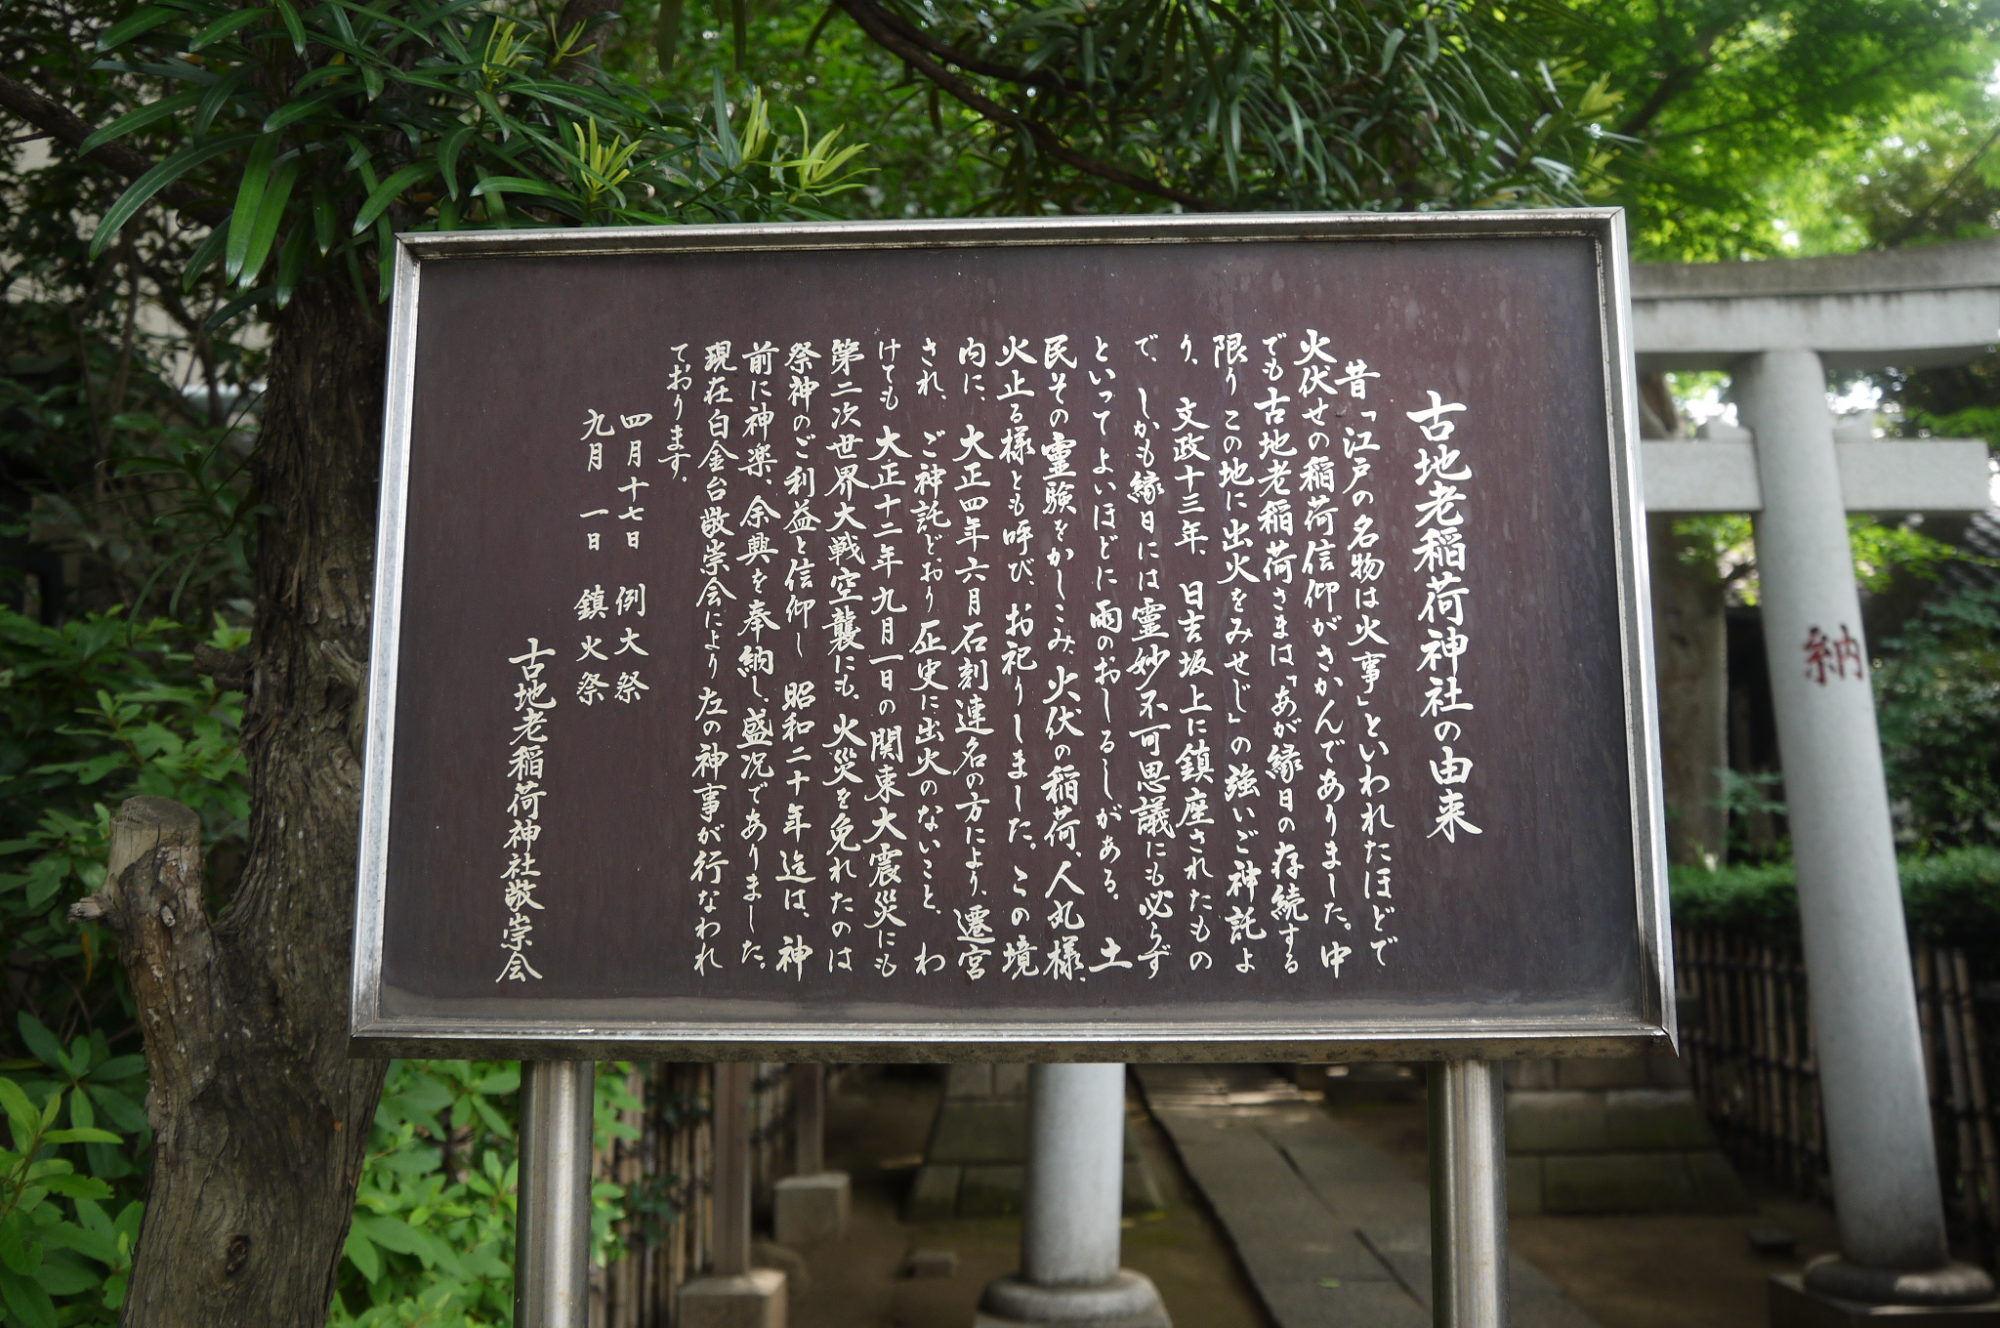 古地老稲荷神社の由来
昔「江戸の名物は火事」といわれたほどで
火伏せの稲荷信仰がさかんでありました。中
でも古地老稲荷さまは「あが縁日の存続する
限りこの地に出火をみせじ」の強いご神託よ
り、文政十三年、日吉坂上に鎮座されたもの
で、しかも縁日には霊妙不可思議にも必らず
といってよいほどに雨のおしるしがある。土
民その霊験をかしこみ、火伏の稲荷、人丸様、
火止る様とも呼び、お祀りしました。この境
内に、大正四年六月石刻連名の方により、遷宮
され、ご神託どおり歴史に出火のないこと、わ
けても大正十二年九月一日の関東大震災にも
第二次世界大戦空襲にも、火災を免れたのは
祭神のご利益と信仰し昭和二十年迄は、神
前に神楽、余興を奉納し、盛況でありました。
現在白金台敬崇会により左の神事が行なわれ
ております。
四月十七日 例大祭
九月 一日 鎮火祭
古地老稲荷神社敬崇会
納